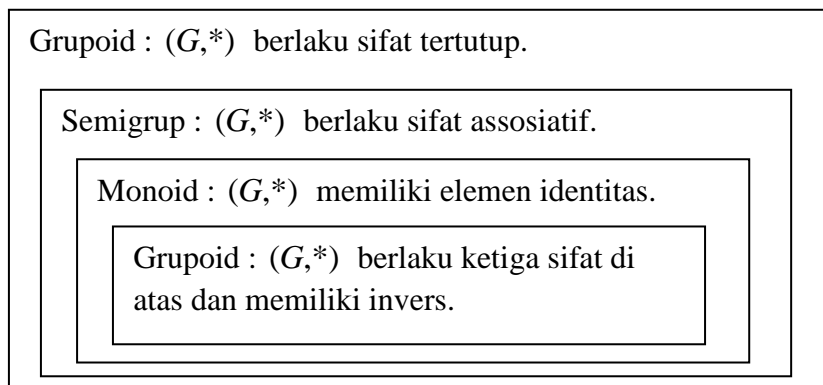 Grupoid : (G,*) berlaku sifat tertutup.
Semigrup : (G,*) berlaku sifat assosiatif.
Monoid : (G,*) memiliki elemen identitas.
Grupoid : (G,*) berlaku ketiga sifat di
atas dan memiliki invers.